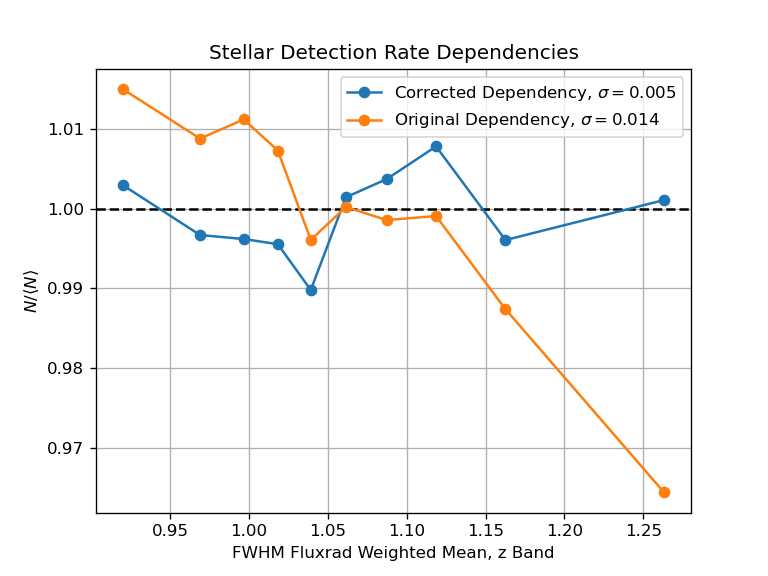 Stellar Detection Rate Dependencies
Corrected Dependency, σ = 0.005
Original Dependency, σ = 0.014
1.01
1.00
0.99
0.98
0.97
N/⟨N⟩
0.95
1.00
1.05
1.10
1.15
1.20
1.25
FWHM Fluxrad Weighted Mean, z Band